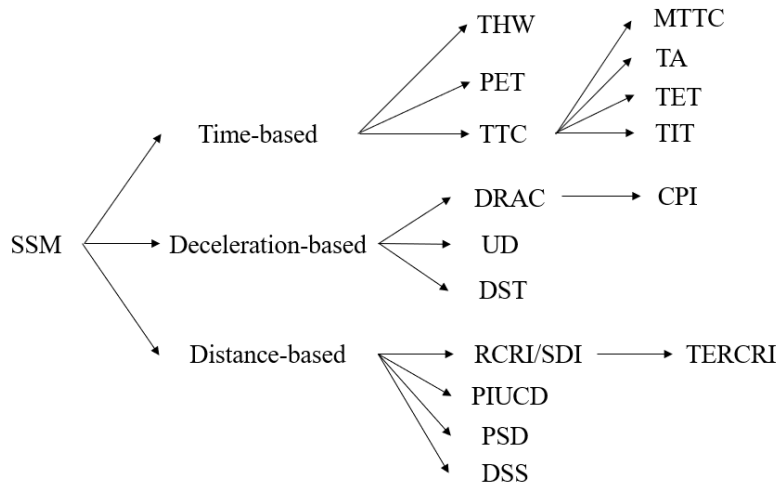 THW
MTTC
TA
PET
TET
Time-based
TTC
TIT
DRAC
CPI
SSM
Deceleration-based
UD
DST
Distance-based
RCRI/SDI
TERCRI
PIUCD
PSD
DSS